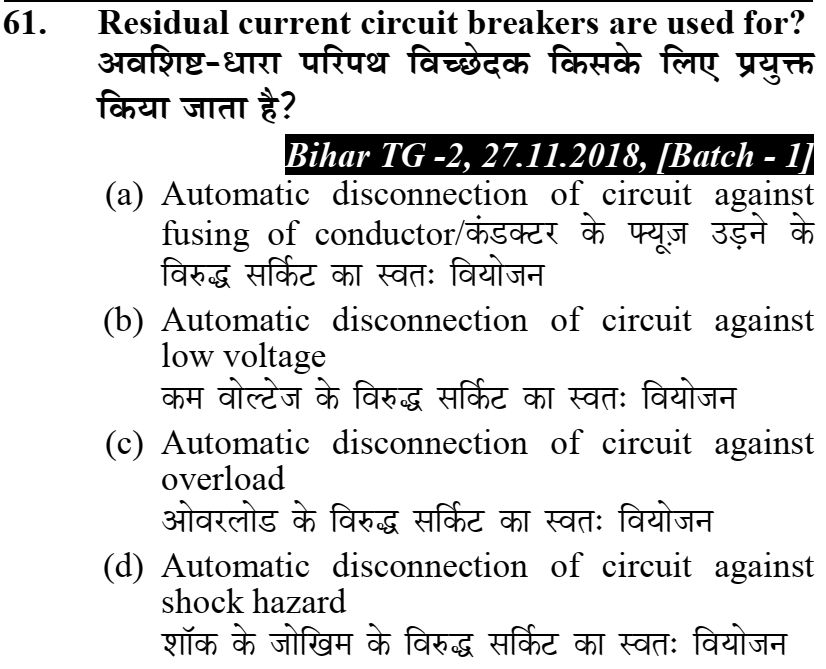 61. Residual current circuit breakers are used for?
अवशिष्ट-धारा परिपथ विच्छेदक किसके लिए प्रयुक्त
किया जाता है?
Bihar TG -2, 27.11.2018, [Batch - 1]
(a) Automatic disconnection of circuit against
fusing of conductor/कंडक्टर के फ्यूज़ उड़ने के
विरुद्ध सर्किट का स्वतः वियोजन
(b) Automatic disconnection of circuit against
low voltage
कम वोल्टेज के विरुद्ध सर्किट का स्वतः वियोजन
(c) Automatic disconnection of circuit against
overload
ओवरलोड के विरुद्ध सर्किट का स्वतः वियोजन
(d) Automatic disconnection of circuit against
shock hazard
शॉक के जोखिम के विरुद्ध सर्किट का स्वतः वियोजन